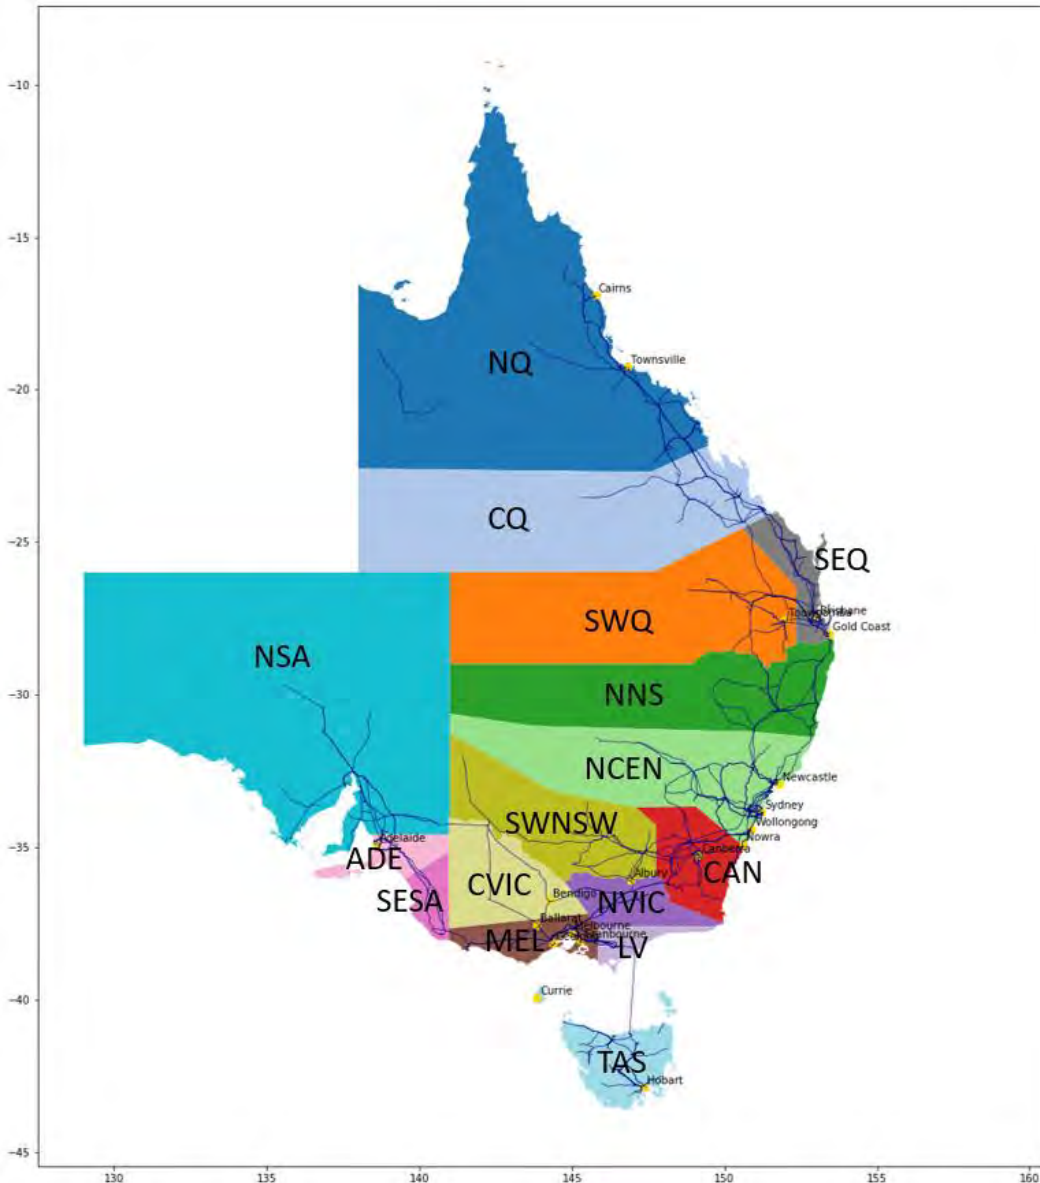 −10
−15
−20
−25
−30
−35
−40
−45
130
135
140
145
150
155
160
Cairns
NQ
Townsville
CQ
SEQ
Brisbane
SWQ
Gold Coast
NSA
NNS
NCEN
Newcastle
Sydney
SWNSW
Wollongong
Adelaide
Nowra
Canberra
ADE
CAN
CVIC
Albury
SESA
Bendigo
NVIC
Ballarat
Melbourne
MEL
LV
Currie
TAS
Hobart